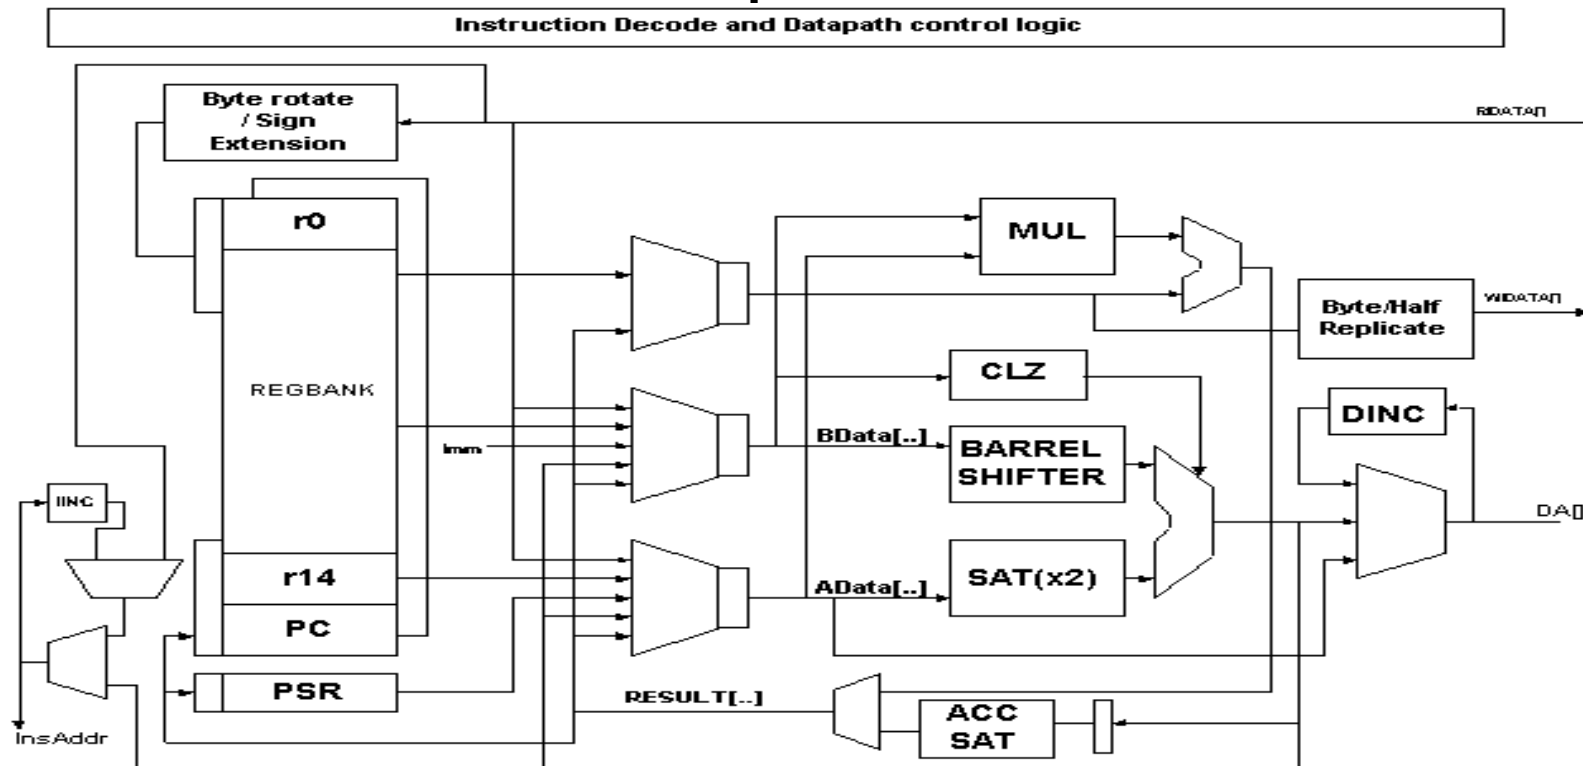 Instruction Decode and Datapath control logic
Byte rotate
/ Sign
Extension
RDATA[]
r0
MUL
Byte/Half
Replicate
WDATA[]
REGBANK
CLZ
DINC
Imm
BData[..]
BARREL
SHIFTER
IINC
DA[]
r14
AData[..]
SAT(x2)
PC
PSR
RESULT[..]
ACC
SAT
InsAddr